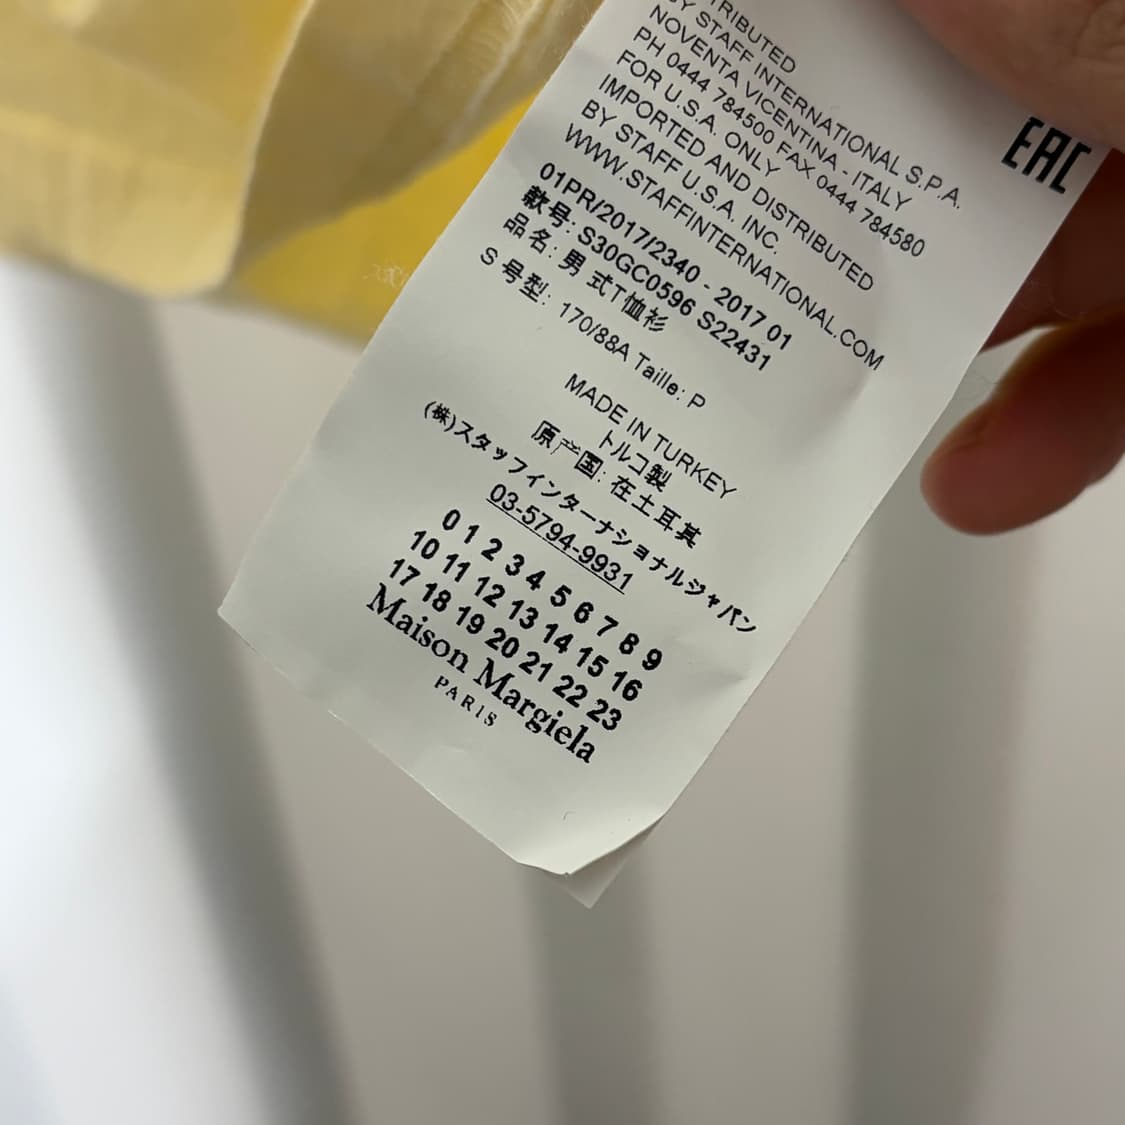 TRIBUTED
BY STAFF INTERNATIONAL S.P.A.
NOVENTA VICENTINA - ITALY
PH 0444 784500 FAX 0444 784580
FOR U.S.A. ONLY
IMPORTED AND DISTRIBUTED
BY STAFF U.S.A. INC.
WWW.STAFFINTERNATIONAL.COM
EAC
01PR/2017/2340 - 2017 01
款号: S30GC0596 S22431
品名: 男 式T恤衫
S 号型: 170/88A Taille: P
MADE IN TURKEY
トルコ製
原产国: 在土耳其
(株)スタッフインターナショナルジャパン
03-5794-9931
0 1 2 3 4 5 6 7 8 9
10 11 12 13 14 15 16
17 18 19 20 21 22 23
Maison Margiela
PARIS